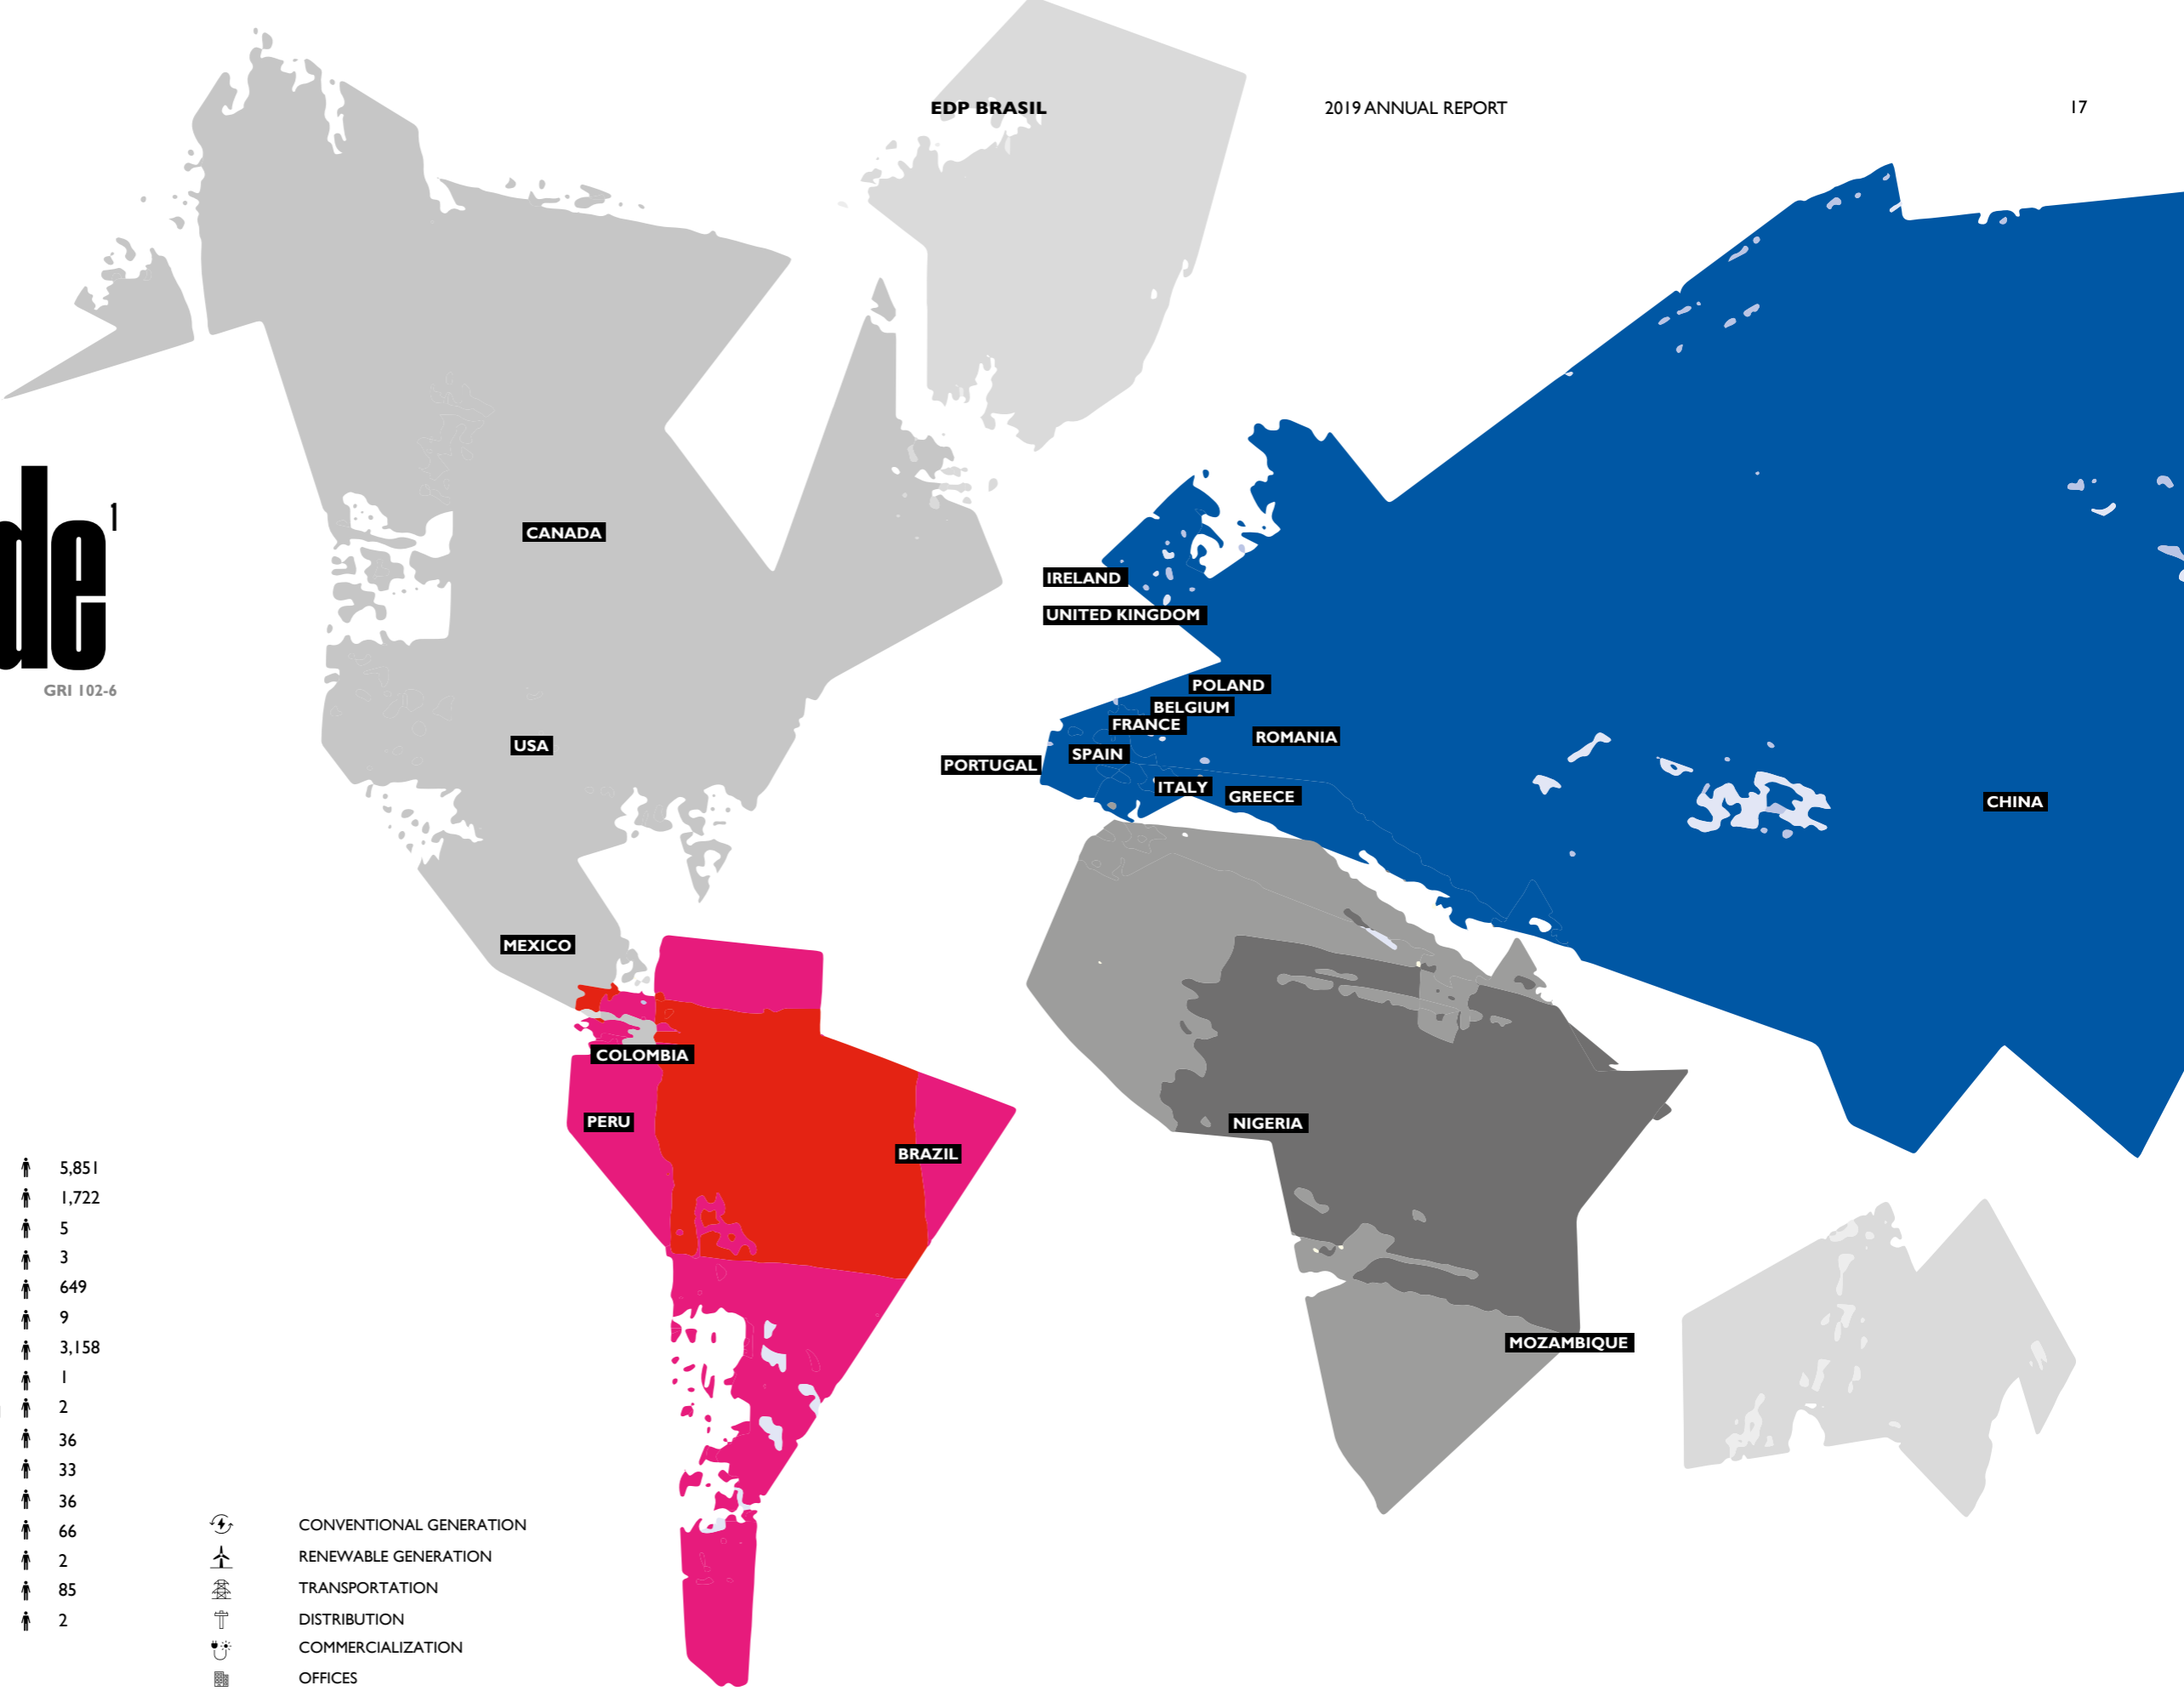 EDP BRASIL 2019 ANNUAL REPORT 17
de1
GRI 102-6
CANADA
IRELAND
UNITED KINGDOM
POLAND
BELGIUM
FRANCE
ROMANIA
USA
SPAIN
PORTUGAL
ITALY
GREECE
CHINA
MEXICO
COLOMBIA
PERU
NIGERIA
BRAZIL
MOZAMBIQUE
5,851
1,722
5
3
649
9
3,158
1
2
36
33
36
66
2
85
2
CONVENTIONAL GENERATION
RENEWABLE GENERATION
TRANSPORTATION
DISTRIBUTION
COMMERCIALIZATION
OFFICES